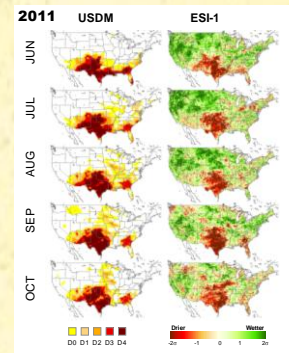 2011 USDM ESI-1
JUN
JUL
AUG
SEP
OCT
D0 D1 D2 D3 D4
Drier Wetter
-2σ -1 0 1 2σ